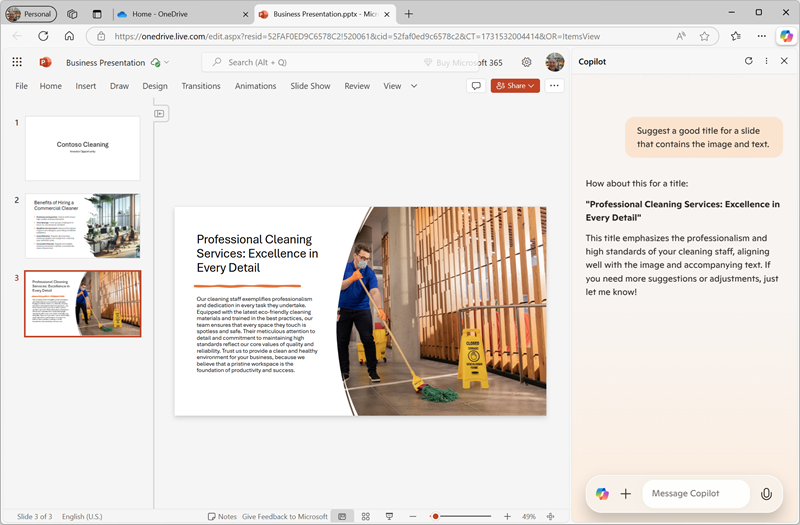 Personal
Home - OneDrive
Business Presentation.pptx - Mic
https://onedrive.live.com/edit.aspx?resid=52FAF0ED9C6578C2!520061&cid=52faf0ed9c6578c2&CT=1731532004414&OR=ItemsView
Business Presentation
Search (Alt + Q)
Buy Microsoft 365
File Home Insert Draw Design Transitions Animations Slide Show Review View
Share
1
Contoso Cleaning
Investor Opportunity
2
Benefits of Hiring a
Commercial Cleaner
3
Professional Cleaning
Services: Excellence in
Every Detail
Professional Cleaning
Services: Excellence in
Every Detail
Our cleaning staff exemplifies professionalism
and dedication in every task they undertake.
Equipped with the latest eco-friendly cleaning
materials and trained in the best practices, our
team ensures that every space they touch is
spotless and safe. Their meticulous attention to
detail and commitment to maintaining high
standards reflect our core values of quality and
reliability. Trust us to provide a clean and healthy
environment for your business, because we
believe that a pristine workspace is the
foundation of productivity and success.
CLOSED
Slide 3 of 3
English (U.S.)
Notes
Give Feedback to Microsoft
49%
Copilot
Suggest a good title for a slide
that contains the image and text.
How about this for a title:
"Professional Cleaning Services: Excellence in
Every Detail"
This title emphasizes the professionalism and
high standards of your cleaning staff, aligning
well with the image and accompanying text. If
you need more suggestions or adjustments, just
let me know!
Message Copilot